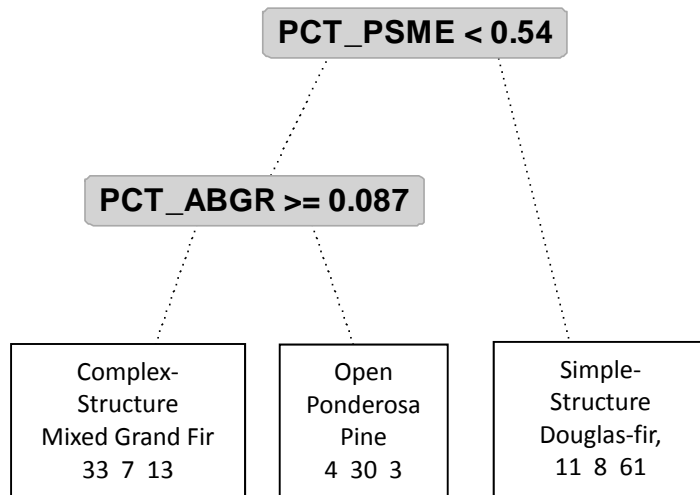 PCT_PSME < 0.54
PCT_ABGR >= 0.087
Complex-
Structure
Mixed Grand Fir
33 7 13
Open
Ponderosa
Pine
4 30 3
Simple-
Structure
Douglas-fir,
11 8 61